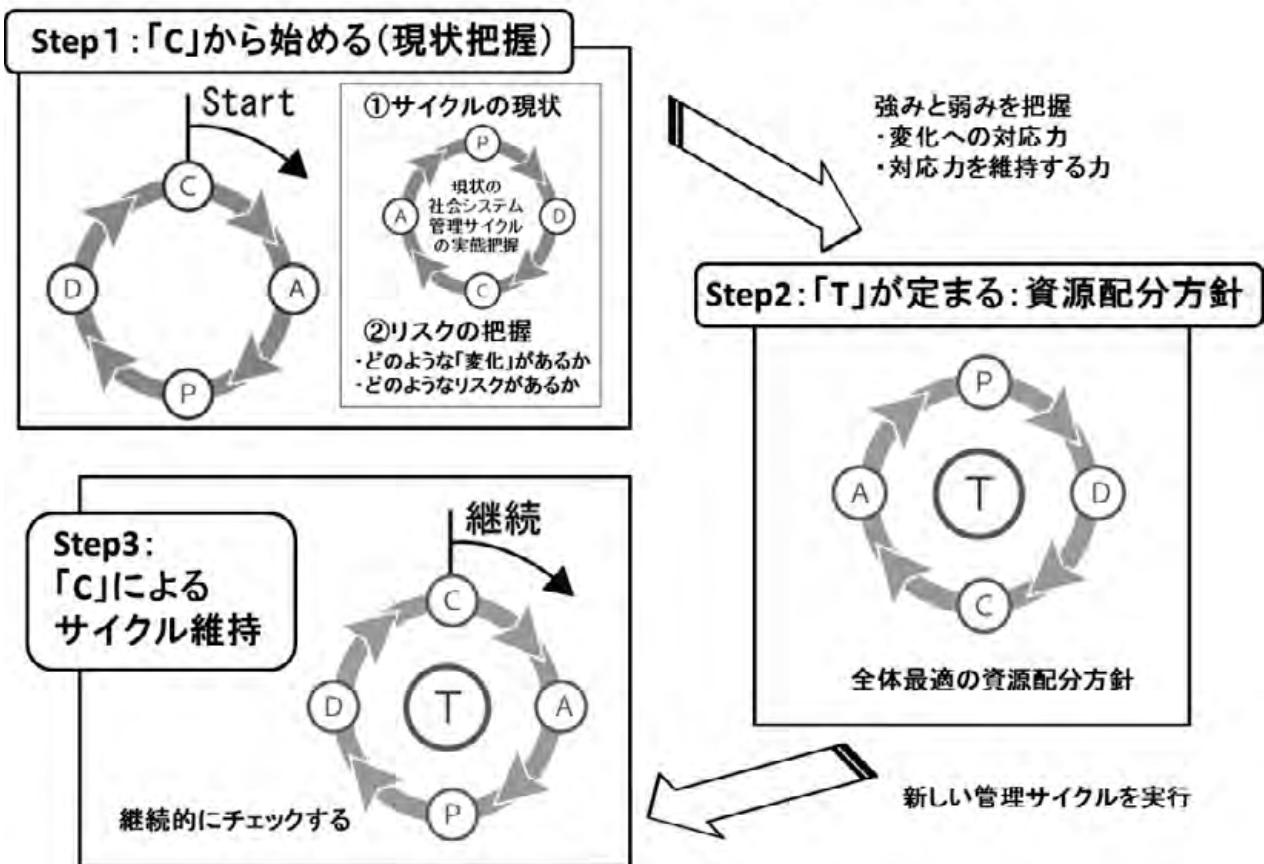 Step1:「C」から始める(現状把握)
Start
C
A
P
D
①サイクルの現状
P
D
C
A
現状の
社会システム
管理サイクル
の実態把握
②リスクの把握
・どのような「変化」があるか
・どのようなリスクがあるか
強みと弱みを把握
・変化への対応力
・対応力を維持する力
Step2:「T」が定まる:資源配分方針
P
D
C
A
T
全体最適の資源配分方針
新しい管理サイクルを実行
Step3:
「C」による
サイクル維持
継続
C
A
P
D
T
継続的にチェックする